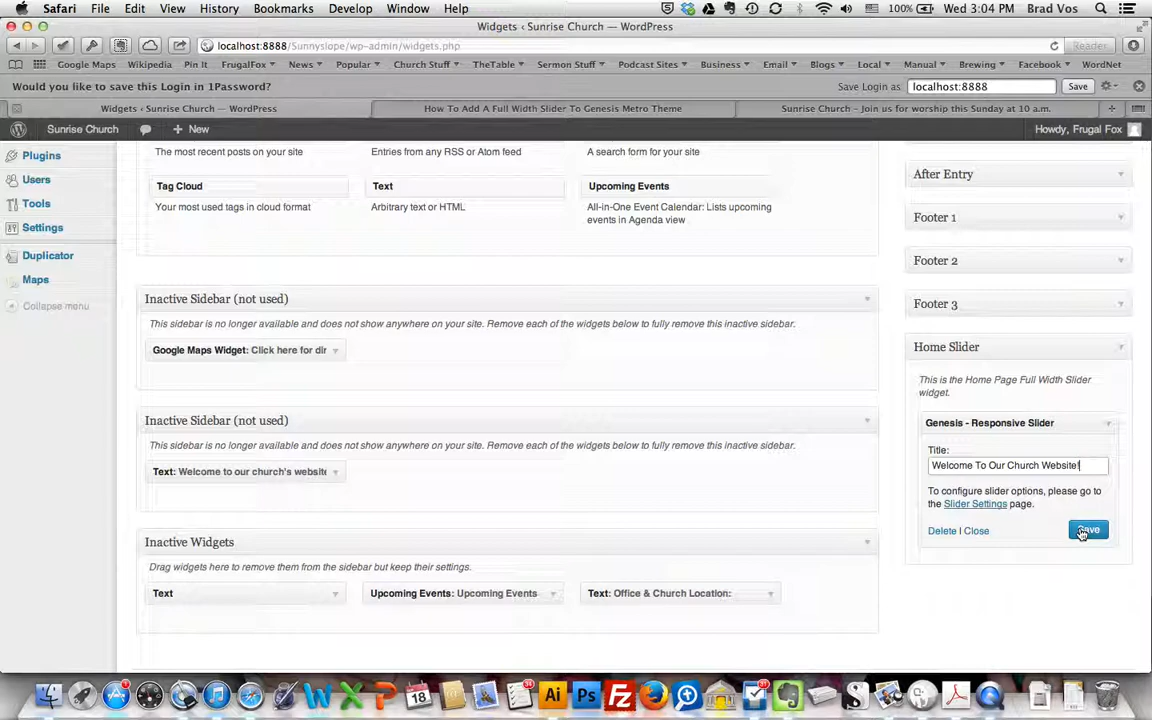 Safari File Edit View History Bookmarks Develop Window Help 100% Wed 3:04 PM Brad Vos
Widgets ‹ Sunrise Church — WordPress
localhost:8888/Sunnyslope/wp-admin/widgets.php Reader
Google Maps Wikipedia Pin It FrugalFox News Popular Church Stuff TheTable Sermon Stuff Podcast Sites Business Email Blogs Local Manual Brewing Facebook WordNet
Would you like to save this Login in 1Password? Save Login as: localhost:8888 Save
Widgets ‹ Sunrise Church — WordPress How To Add A Full Width Slider To Genesis Metro Theme Sunrise Church – Join us for worship this Sunday at 10 a.m.
Sunrise Church + New Howdy, Frugal Fox
Plugins
Users
Tools
Settings
Duplicator
Maps
Collapse menu
The most recent posts on your site Entries from any RSS or Atom feed A search form for your site
Tag Cloud Text Upcoming Events
Your most used tags in cloud format Arbitrary text or HTML All-in-One Event Calendar: Lists upcoming
events in Agenda view
Inactive Sidebar (not used)
This sidebar is no longer available and does not show anywhere on your site. Remove each of the widgets below to fully remove this inactive sidebar.
Google Maps Widget: Click here for dir
Inactive Sidebar (not used)
This sidebar is no longer available and does not show anywhere on your site. Remove each of the widgets below to fully remove this inactive sidebar.
Text: Welcome to our church's website
Inactive Widgets
Drag widgets here to remove them from the sidebar but keep their settings.
Text Upcoming Events: Upcoming Events Text: Office & Church Location:
After Entry
Footer 1
Footer 2
Footer 3
Home Slider
This is the Home Page Full Width Slider
widget.
Genesis - Responsive Slider
Title:
Welcome To Our Church Website!
To configure slider options, please go to
the Slider Settings page.
Delete | Close Save
18 Ai Ps Fz